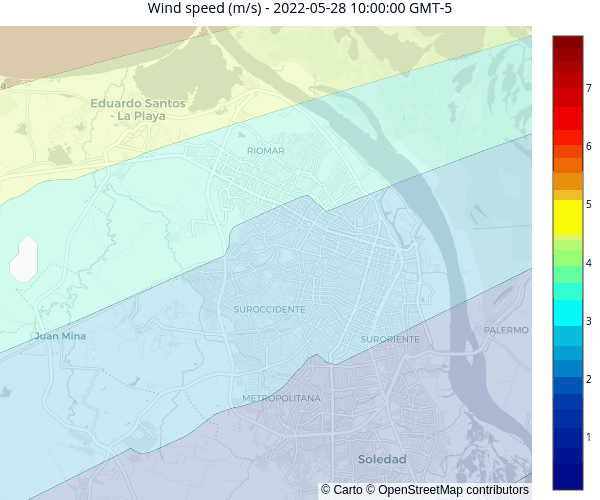 Wind speed (m/s) - 2022-05-28 10:00:00 GMT-5
a
Eduardo Santos
- La Playa
RIOMAR
SUROCCIDENTE
Juan Mina
SURORIENTE
PALERMO
METROPOLITANA
Soledad
© Carto © OpenStreetMap contributors
7
6
5
4
3
2
1